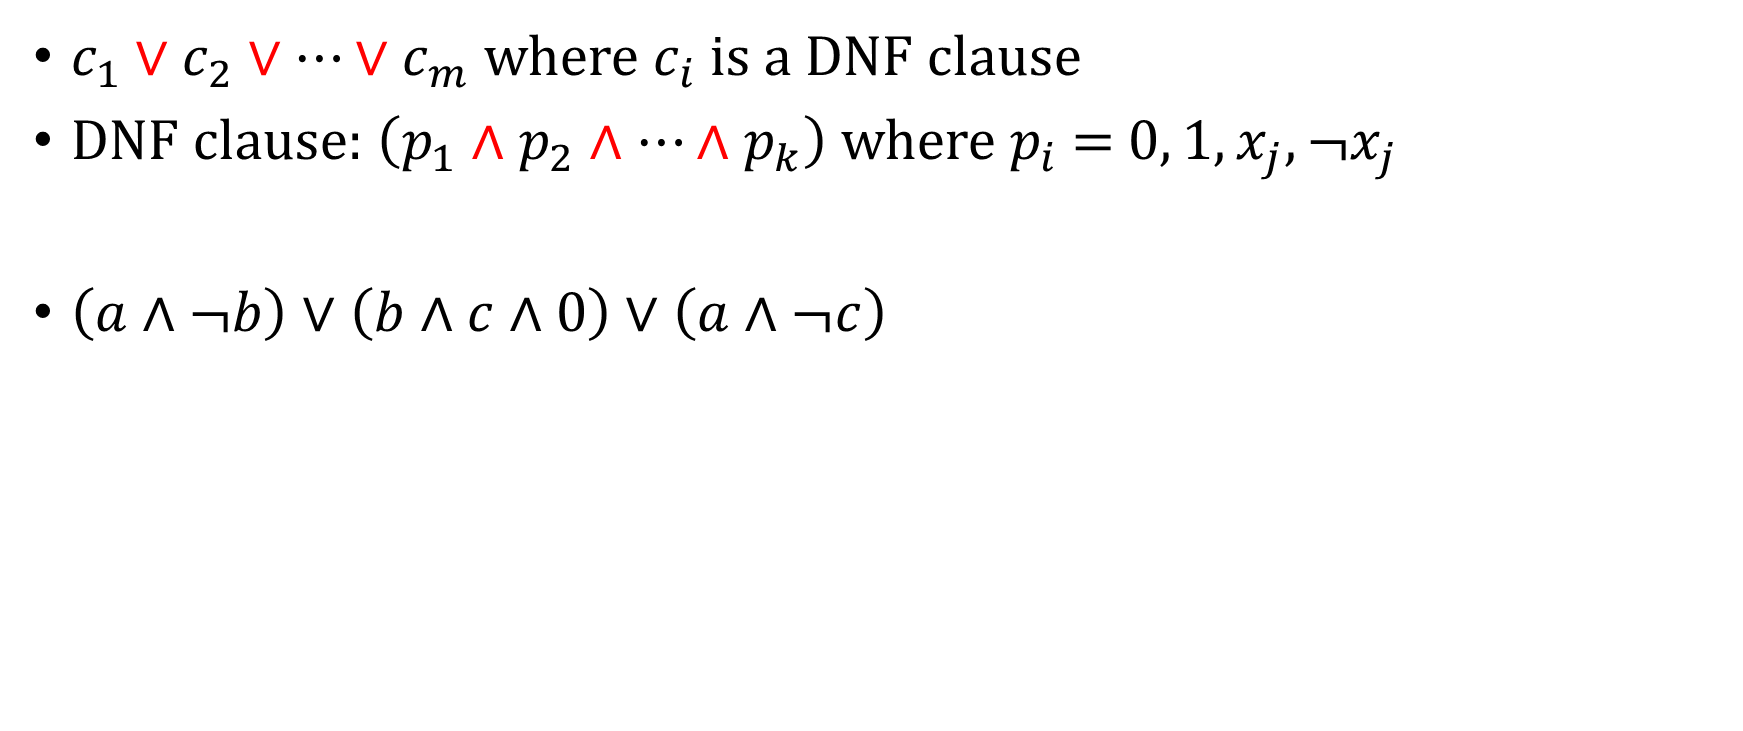 • c₁ ∨ c₂ ∨ ⋯ ∨ cₘ where cᵢ is a DNF clause
• DNF clause: (p₁ ∧ p₂ ∧ ⋯ ∧ pₖ) where pᵢ = 0, 1, xⱼ, ¬xⱼ
• (a ∧ ¬b) ∨ (b ∧ c ∧ 0) ∨ (a ∧ ¬c)